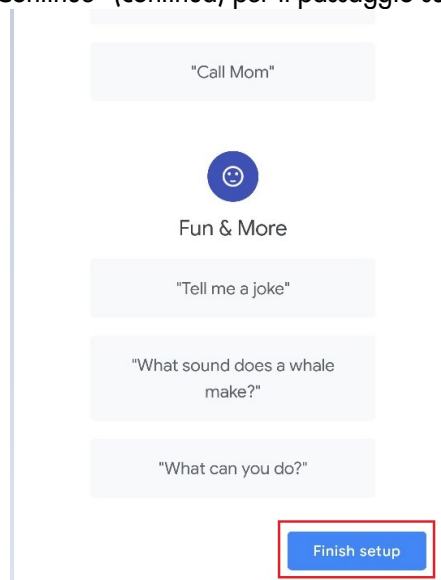 Continue" (continua) per il passaggio
"Call Mom"
Fun & More
"Tell me a joke"
"What sound does a whale
make?"
"What can you do?"
Finish setup